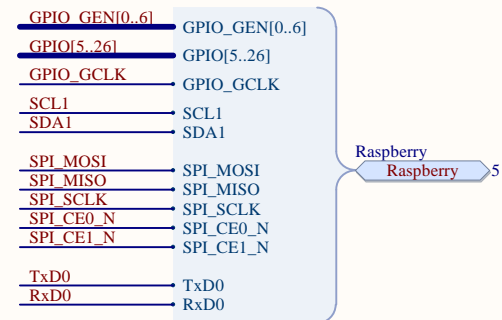 GPIO_GEN[0..6] GPIO_GEN[0..6]
GPIO[5..26] GPIO[5..26]
GPIO_GCLK GPIO_GCLK
SCL1 SCL1
SDA1 SDA1
Raspberry
SPI_MOSI SPI_MOSI
Raspberry 5
SPI_MISO SPI_MISO
SPI_SCLK SPI_SCLK
SPI_CE0_N SPI_CE0_N
SPI_CE1_N SPI_CE1_N
TxD0 TxD0
RxD0 RxD0